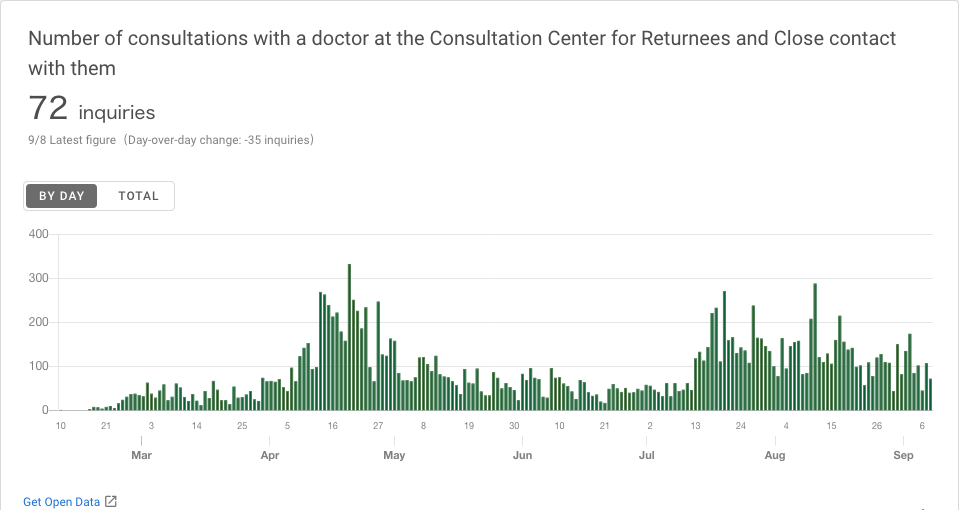 Number of consultations with a doctor at the Consultation Center for Returnees and Close contact
with them
72 inquiries
9/8 Latest figure（Day-over-day change: -35 inquiries）
BY DAY TOTAL
400
300
200
100
0
10 21 3 14 25 5 16 27 8 19 30 10 21 2 13 24 4 15 26 6
Mar Apr May Jun Jul Aug Sep
Get Open Data